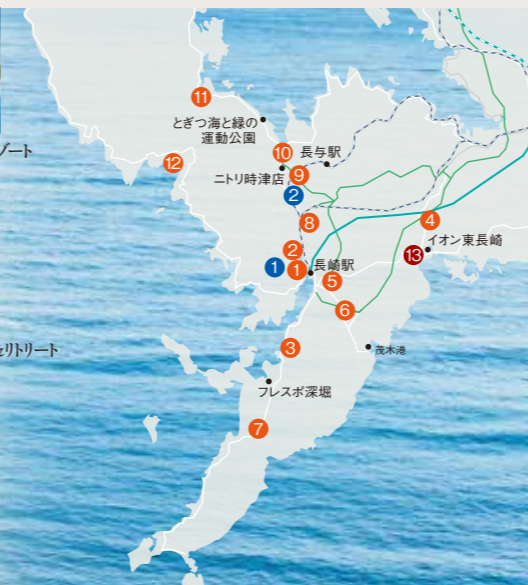 11
とぎつ海と緑の
運動公園
ゾート
12
10
長与駅
ニトリ時津店
9
2
8
4
2
イオン東長崎
13
1
1
長崎駅
5
6
リトリート
3
茂木港
フレスポ深堀
7